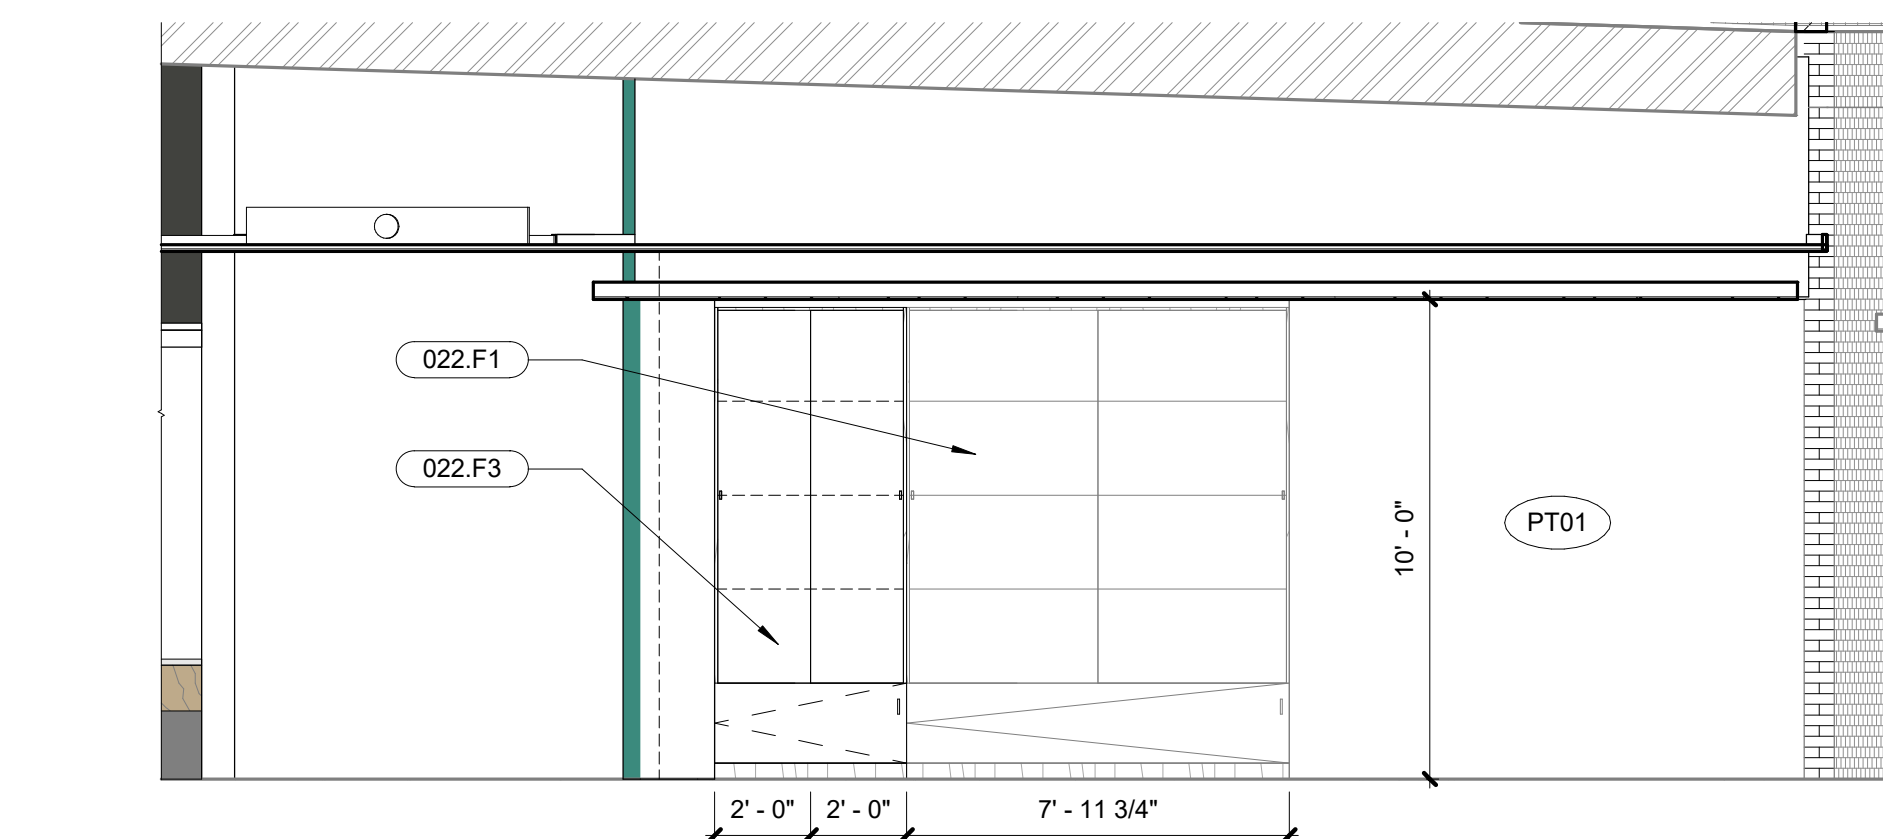 022.F1
022.F3
PT01
10' - 0"
2' - 0"
2' - 0"
7' - 11 3/4"